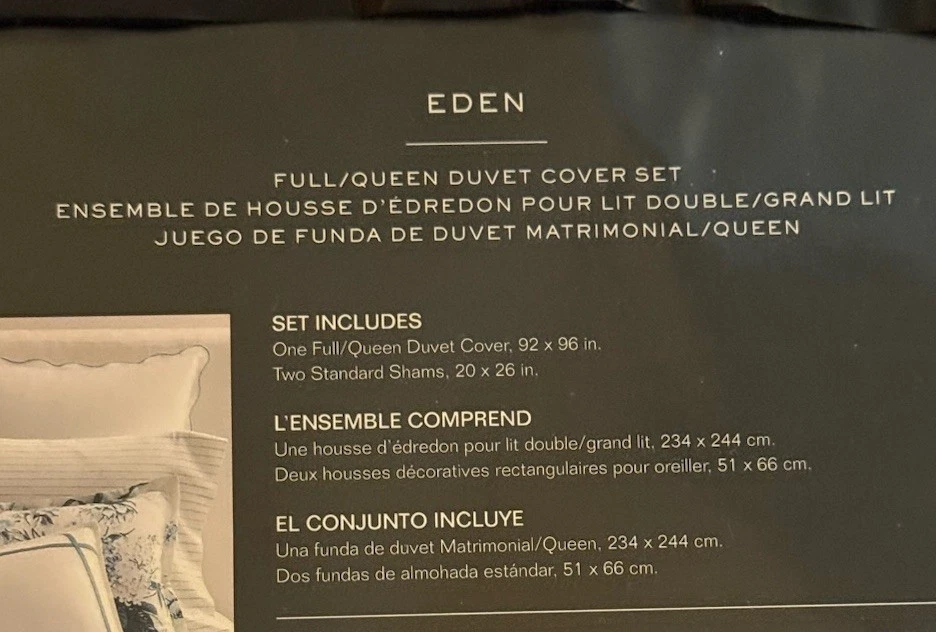 EDEN
FULL/QUEEN DUVET COVER SET
ENSEMBLE DE HOUSSE D'ÉDREDON POUR LIT DOUBLE/GRAND LIT
JUEGO DE FUNDA DE DUVET MATRIMONIAL/QUEEN
SET INCLUDES
One Full/Queen Duvet Cover, 92 x 96 in.
Two Standard Shams, 20 x 26 in.
L'ENSEMBLE COMPREND
Une housse d'édredon pour lit double/grand lit, 234 x 244 cm.
Deux housses décoratives rectangulaires pour oreiller, 51 x 66 cm.
EL CONJUNTO INCLUYE
Una funda de duvet Matrimonial/Queen, 234 x 244 cm.
Dos fundas de almohada estándar, 51 x 66 cm.